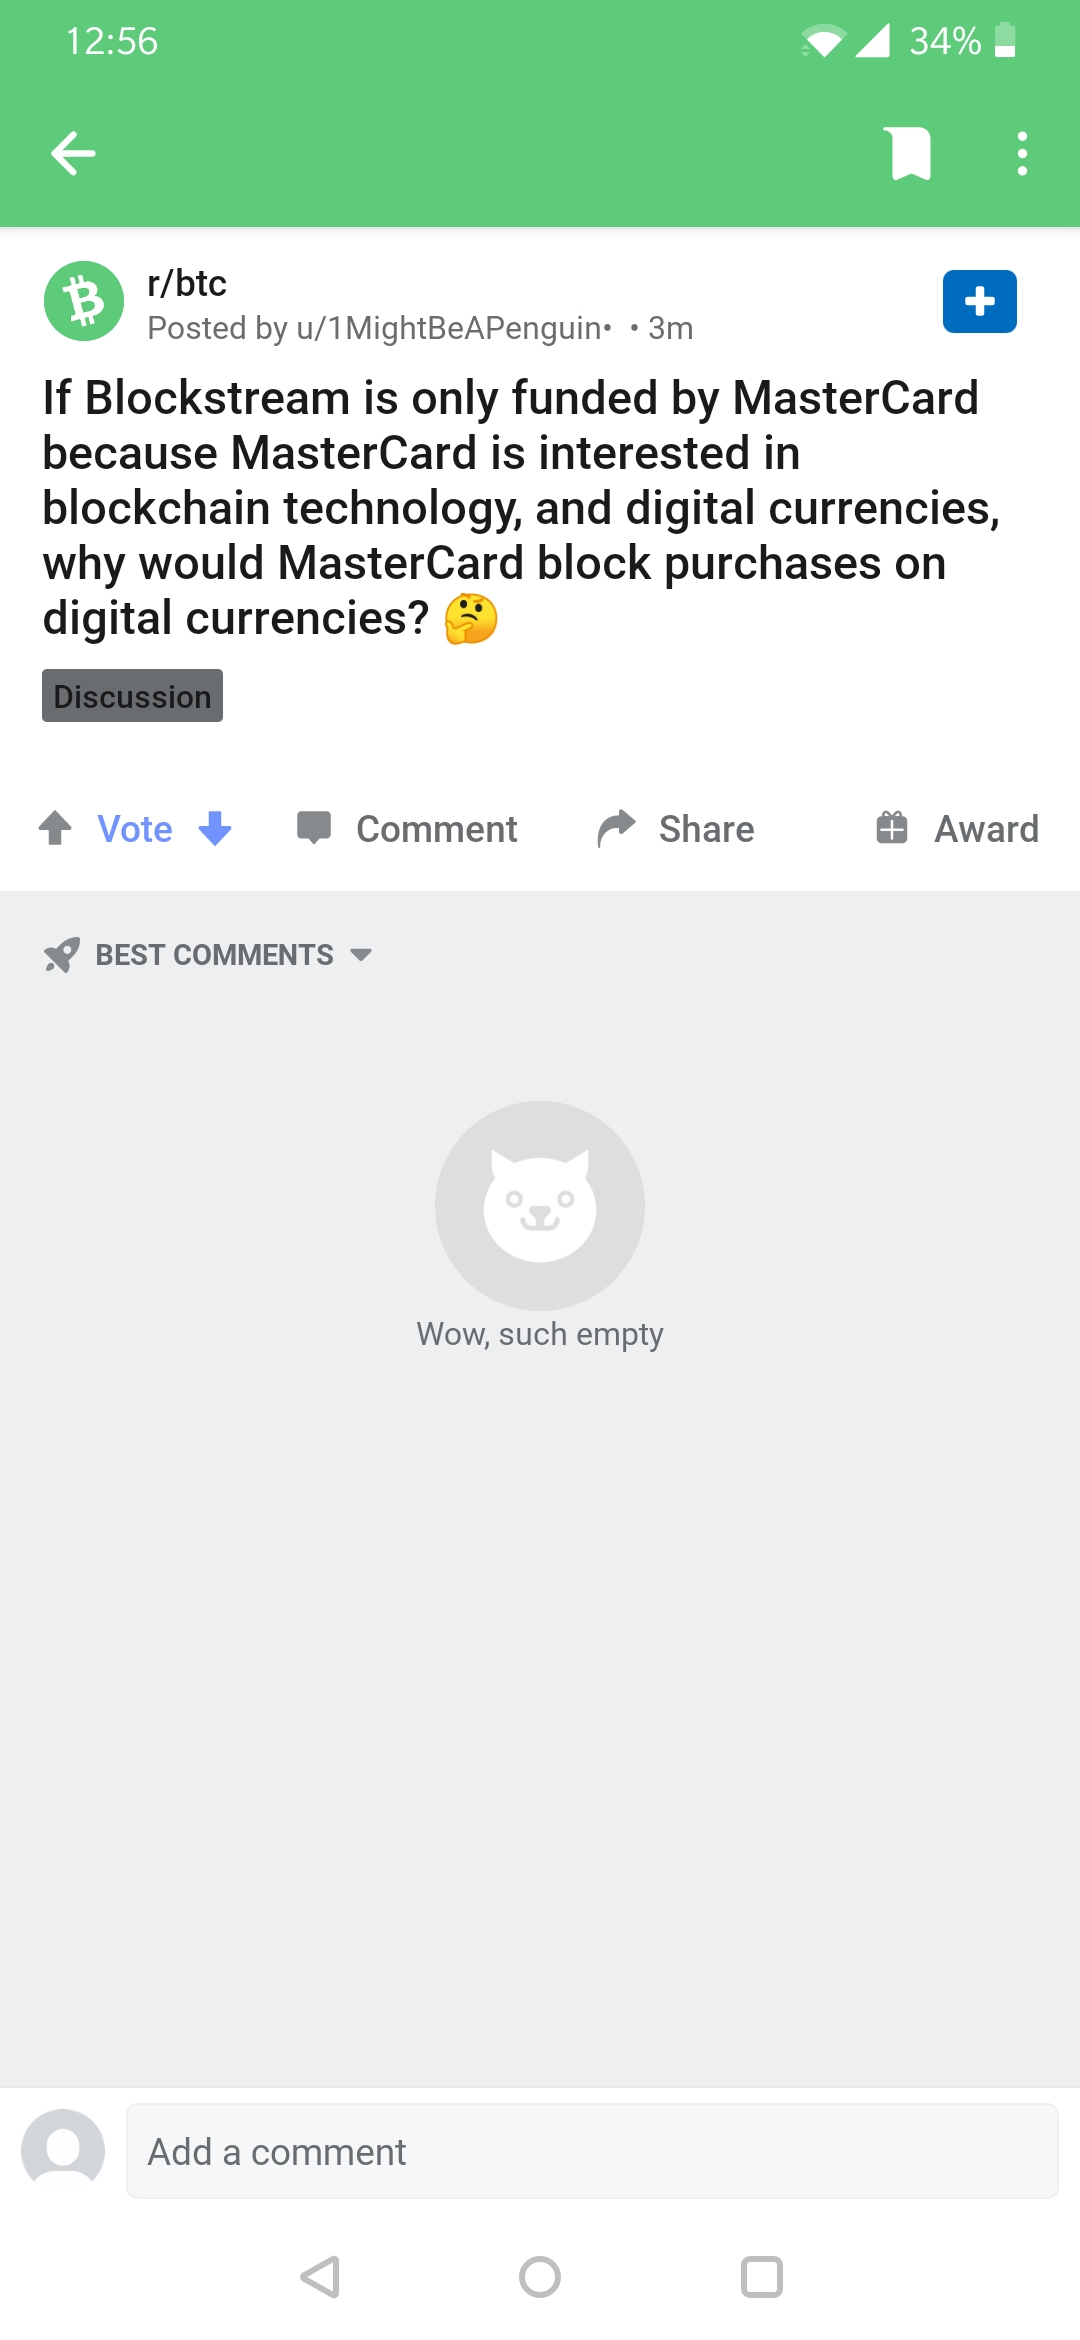 12:56
34%
r/btc
Posted by u/1MightBeAPenguin• • 3m
If Blockstream is only funded by MasterCard
because MasterCard is interested in
blockchain technology, and digital currencies,
why would MasterCard block purchases on
digital currencies? 🤔
Discussion
Vote Comment Share Award
BEST COMMENTS
Wow, such empty
Add a comment